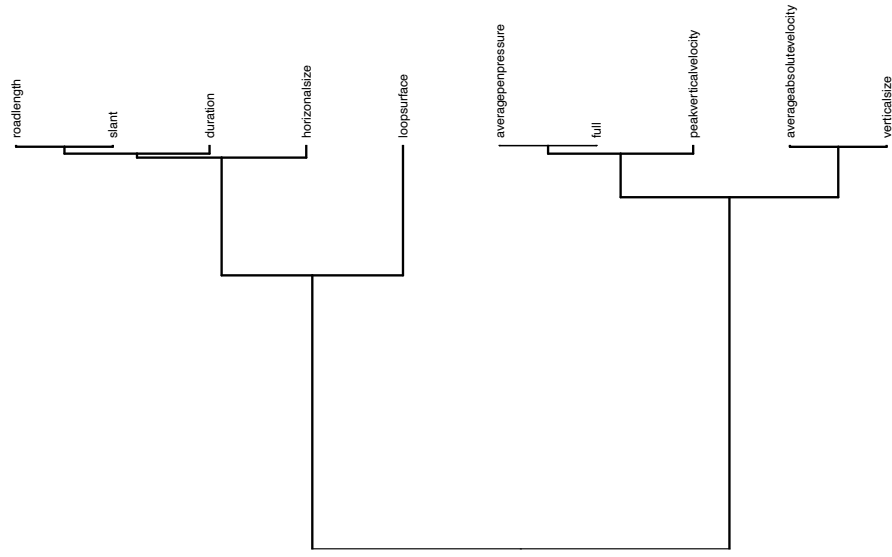 roadlength
slant
duration
horizonalsize
loopsurface
averagepenpressure
full
peakverticalvelocity
averageabsolutevelocity
verticalsize